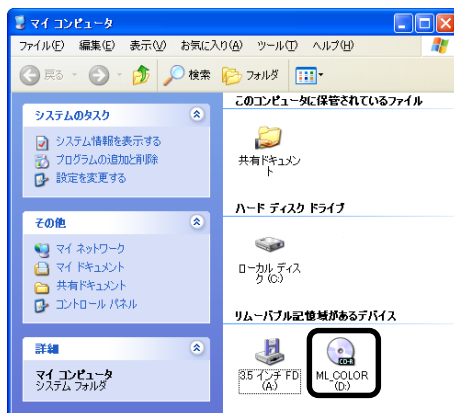 マイ コンピュータ
ファイル(F) 編集(E) 表示(V) お気に入り(A) ツール(T) ヘルプ(H)
戻る 検索 フォルダ
システムのタスク
システム情報を表示する
プログラムの追加と削除
設定を変更する
その他
マイ ネットワーク
マイ ドキュメント
共有ドキュメント
コントロール パネル
詳細
マイ コンピュータ
システム フォルダ
このコンピュータに保管されているファイル
共有ドキュメン
ト
ハード ディスク ドライブ
ローカル ディス
ク (C:)
リムーバブル記憶域があるデバイス
3.5 インチ FD
(A:)
CD-R
ML_COLOR
(D:)